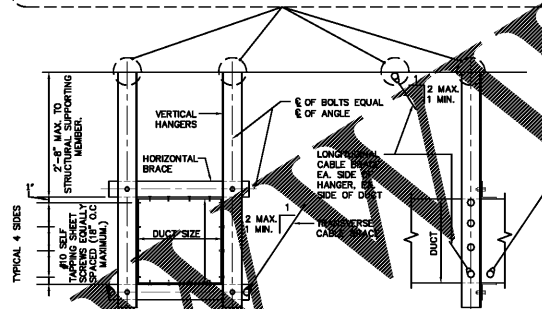 2'-8" MAX. TO
STRUCTURAL SUPPORTING
MEMBER.
1"
TYPICAL 4 SIDES
#10 SELF
TAPPING SHEET
SCREWS EQUALLY
SPACED (18" O.C
MAXIMUM.)
VERTICAL
HANGERS
HORIZONTAL
BRACE
DUCT SIZE
℄ OF BOLTS EQUAL
℄ OF ANGLE
1
2 MAX.
1 MIN.
LONGITUDINAL
CABLE BRACE
EA. SIDE OF
HANGER, EA.
SIDE OF DUCT
1
2 MAX.
1 MIN.
TRANSVERSE
CABLE BRACE
DUCT